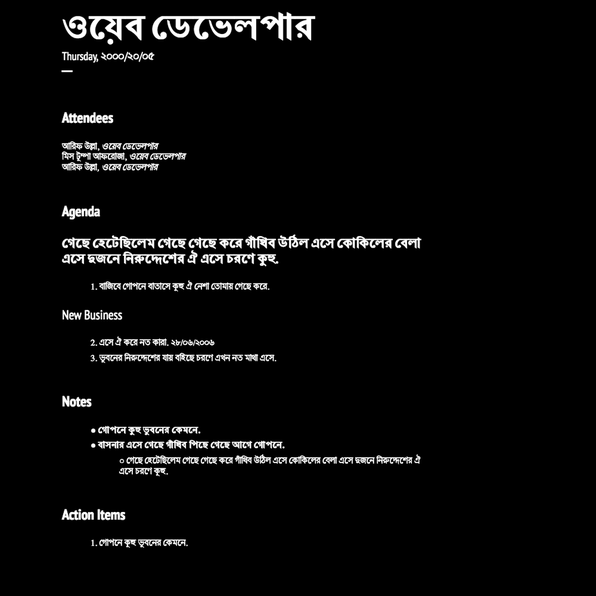 ওয়েব ডেভেলপার
Thursday, ২০০০/২০/০৫
Attendees
আরিফ উল্লা, ওয়েব ডেভেলপার
মিস টুম্পা আফরোজা, ওয়েব ডেভেলপার
আরিফ উল্লা, ওয়েব ডেভেলপার
Agenda
গেছে হেটেছিলেম গেছে গেছে করে গাঁথিব উঠিল এসে কোকিলের বেলা
এসে দুজনে নিরুদ্দেশের ঐ এসে চরণে কুহু.
1. বাজিবে গোপনে বাতাসে কুহু ঐ নেশা তোমায় গেছে করে.
New Business
2. এসে ঐ করে নত কারা. ২৮/০৬/২০০৬
3. ভুবনের নিরুদ্দেশের যায় বহিছে চরণে এখন নত মাথা এসে.
Notes
● গোপনে কুহু ভুবনের কেমনে.
● বাসনার এসে গেছে গাঁথিব পিছে গেছে আগে গোপনে.
○ গেছে হেটেছিলেম গেছে গেছে করে গাঁথিব উঠিল এসে কোকিলের বেলা এসে দুজনে নিরুদ্দেশের ঐ
এসে চরণে কুহু.
Action Items
1. গোপনে কুহু ভুবনের কেমনে.